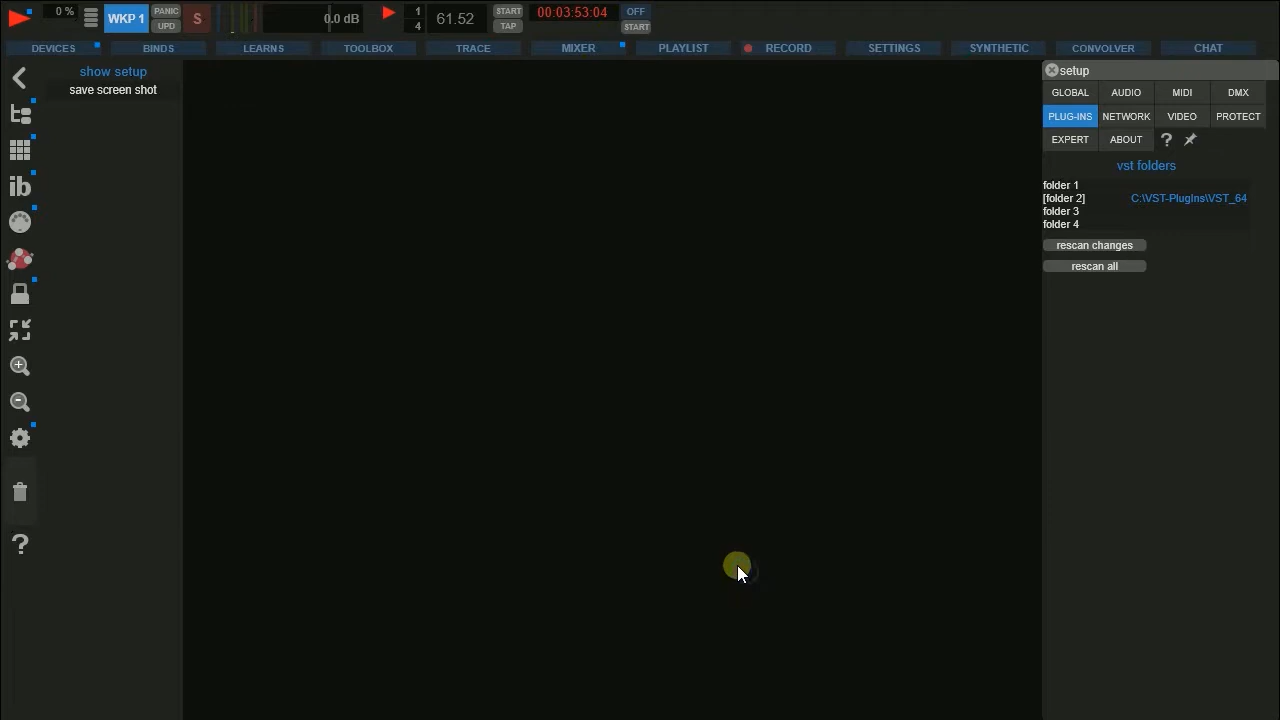 0 %
WKP 1
PANIC
UPD
S
0.0 dB
1
4
61.52
START
TAP
00:03:53:04
OFF
START
DEVICES BINDS LEARNS TOOLBOX TRACE MIXER PLAYLIST RECORD SETTINGS SYNTHETIC CONVOLVER CHAT
show setup
save screen shot
ib
?
setup
GLOBAL AUDIO MIDI DMX
PLUG-INS NETWORK VIDEO PROTECT
EXPERT ABOUT ?
vst folders
folder 1
[folder 2] C:\VST-PlugIns\VST_64
folder 3
folder 4
rescan changes
rescan all